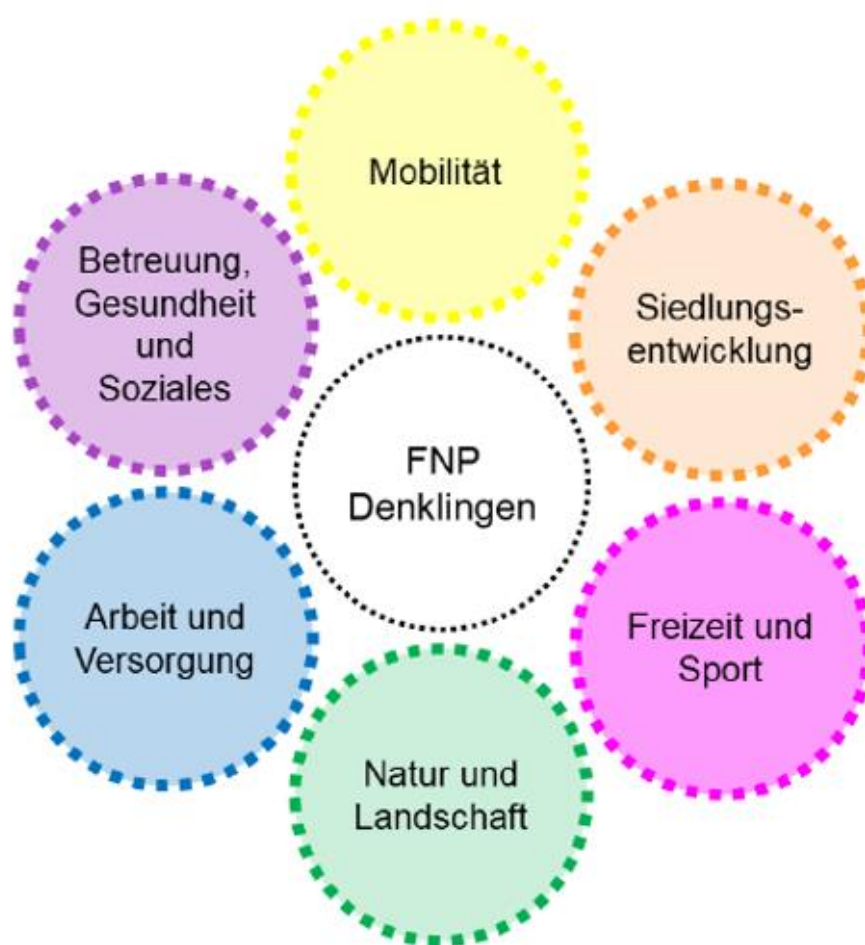 Mobilität
Betreuung,
Gesundheit
und
Soziales
Siedlungs-
entwicklung
FNP
Denklingen
Arbeit und
Versorgung
Freizeit und
Sport
Natur und
Landschaft